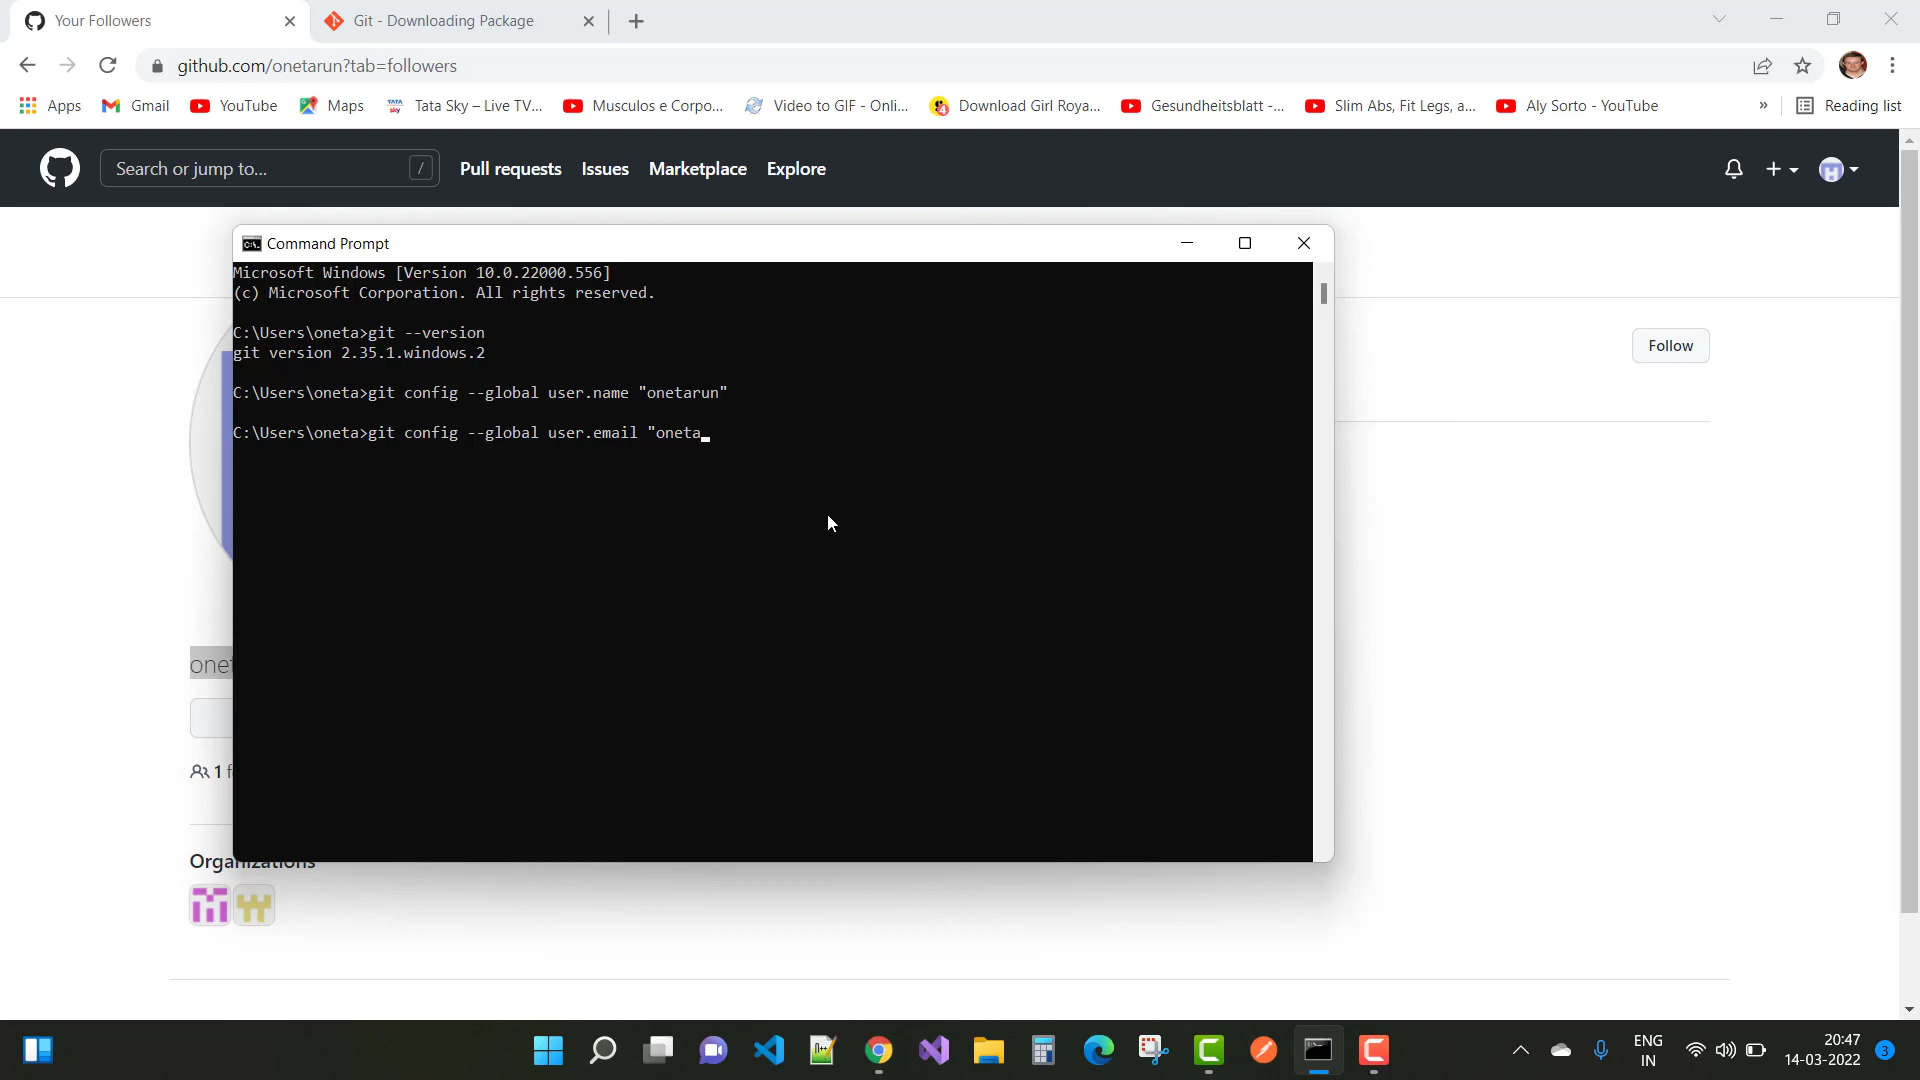 Your Followers
Git - Downloading Package
github.com/onetarun?tab=followers
Apps
Gmail
YouTube
Maps
Tata Sky – Live TV...
Musculos e Corpo...
Video to GIF - Onli...
Download Girl Roya...
Gesundheitsblatt -...
Slim Abs, Fit Legs, a...
Aly Sorto - YouTube
»
Reading list
Search or jump to...
/
Pull requests
Issues
Marketplace
Explore
Command Prompt
Microsoft Windows [Version 10.0.22000.556]
(c) Microsoft Corporation. All rights reserved.
C:\Users\oneta>git --version
git version 2.35.1.windows.2
C:\Users\oneta>git config --global user.name "onetarun"
C:\Users\oneta>git config --global user.email "oneta
Follow
1
Organizations
ENG
IN
20:47
14-03-2022
3